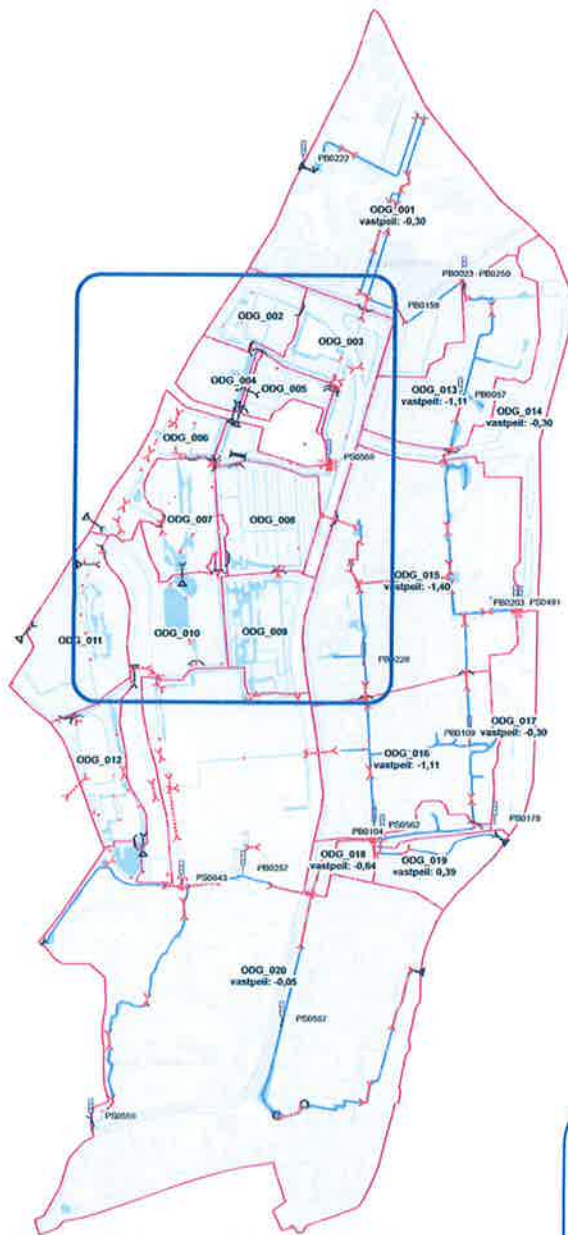 PB0222
ODG_001
vastpeil: -0,30
PB0023 PB0250
PB0159
ODG_002
ODG_003
ODG_004
ODG_005
ODG_013
vastpeil: -1,11
PB0057
ODG_014
vastpeil: -0,30
ODG_006
PS0560
ODG_007
ODG_008
ODG_015
vastpeil: -1,40
PB0203 PS0491
ODG_011
ODG_010
ODG_009
PB0228
ODG_012
PB0109
ODG_017
vastpeil: -0,30
ODG_016
vastpeil: -1,11
PS0562
PB0178
PB0104
ODG_018
vastpeil: -0,64
ODG_019
vastpeil: 0,39
PS0043
PB0252
ODG_020
vastpeil: -0,05
PS0557
PS0559